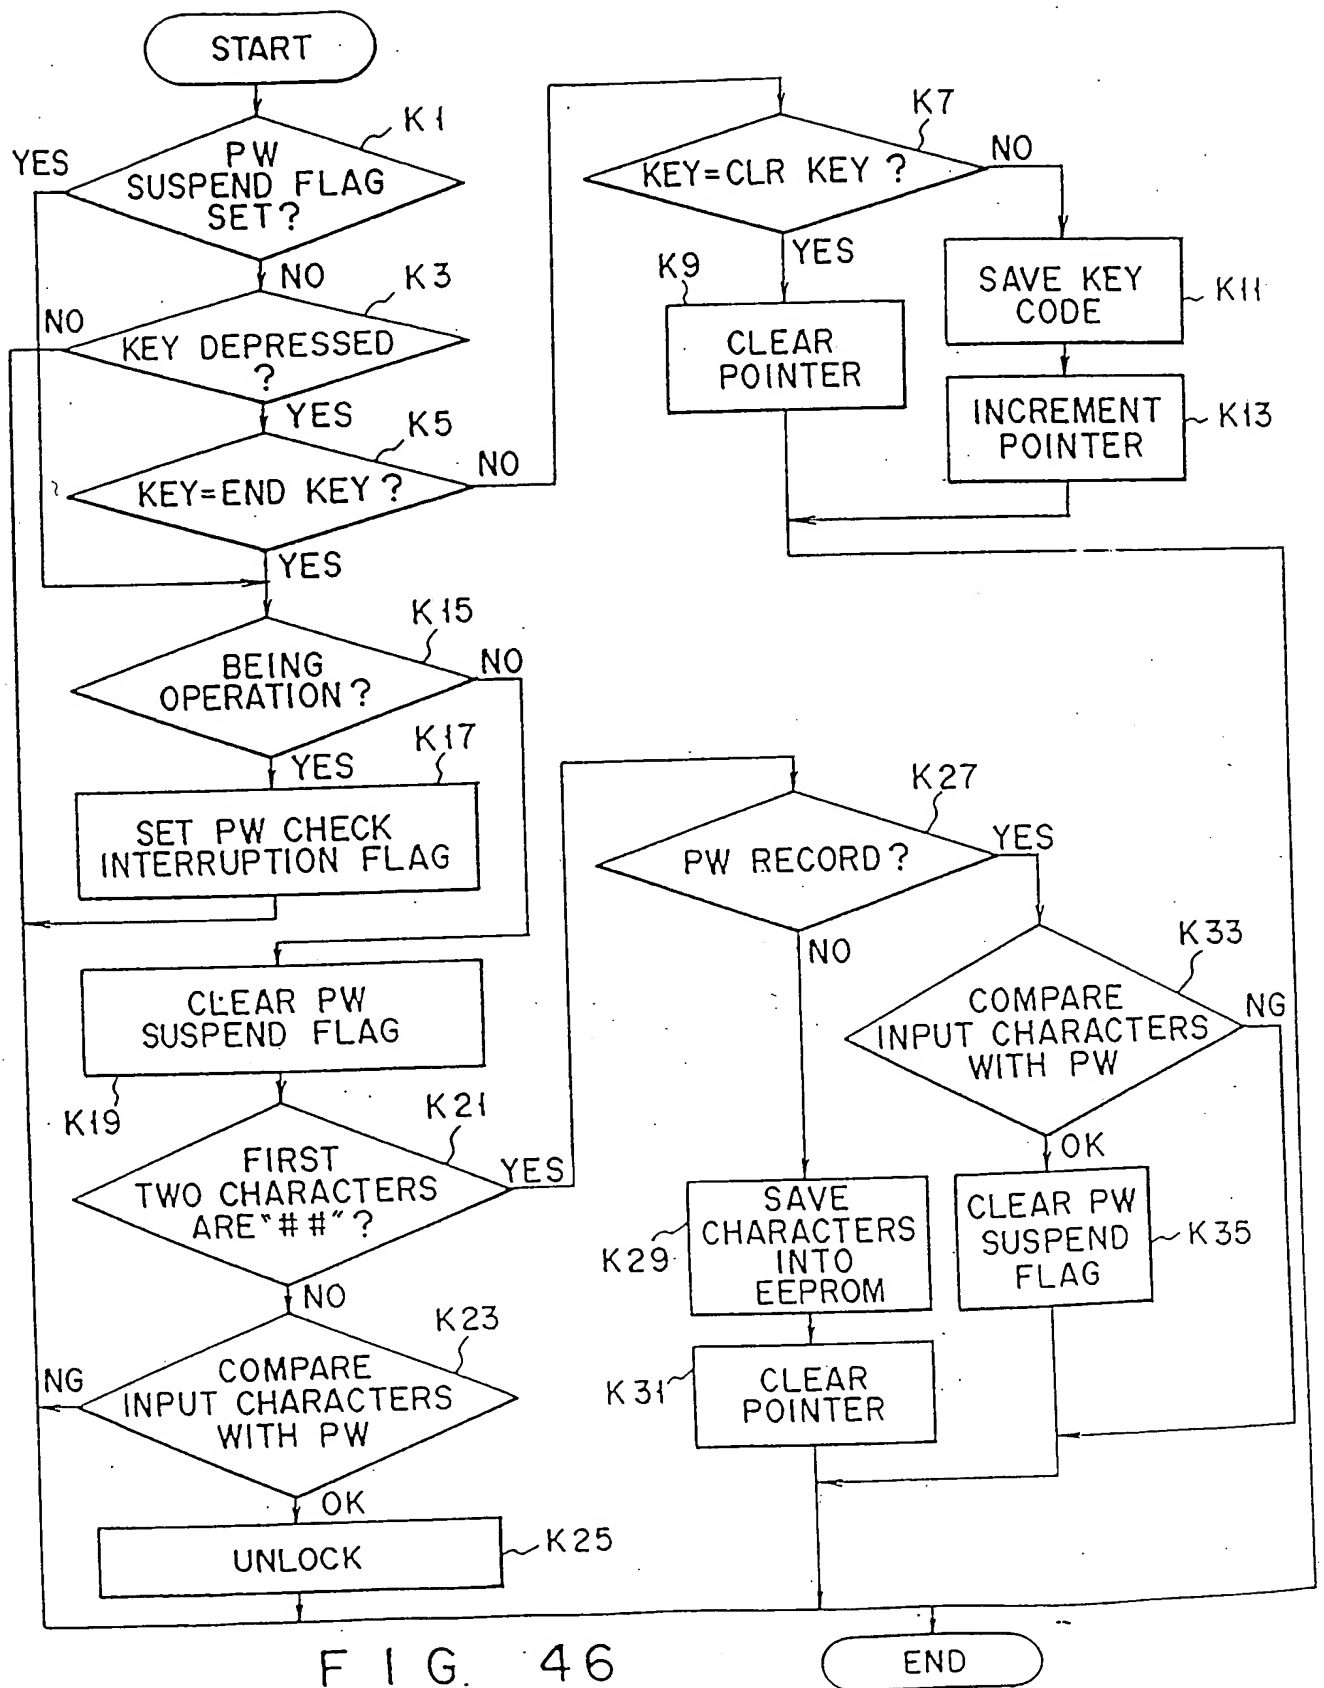 START
K1
YES
PW
SUSPEND FLAG
SET?
NO
K3
NO
KEY DEPRESSED
?
YES
K5
KEY=END KEY?
NO
YES
K7
KEY=CLR KEY ?
NO
YES
K9
CLEAR
POINTER
SAVE KEY
CODE
K11
INCREMENT
POINTER
K13
K15
BEING
OPERATION?
NO
YES
K17
SET PW CHECK
INTERRUPTION FLAG
CLEAR PW
SUSPEND FLAG
K19
K21
FIRST
TWO CHARACTERS
ARE "##"?
YES
NO
K23
COMPARE
INPUT CHARACTERS
WITH PW
NG
OK
UNLOCK
K25
K27
PW RECORD?
YES
NO
K33
COMPARE
INPUT CHARACTERS
WITH PW
NG
OK
SAVE
CHARACTERS
INTO
EEPROM
K29
CLEAR PW
SUSPEND
FLAG
K35
K31
CLEAR
POINTER
END
FIG. 46